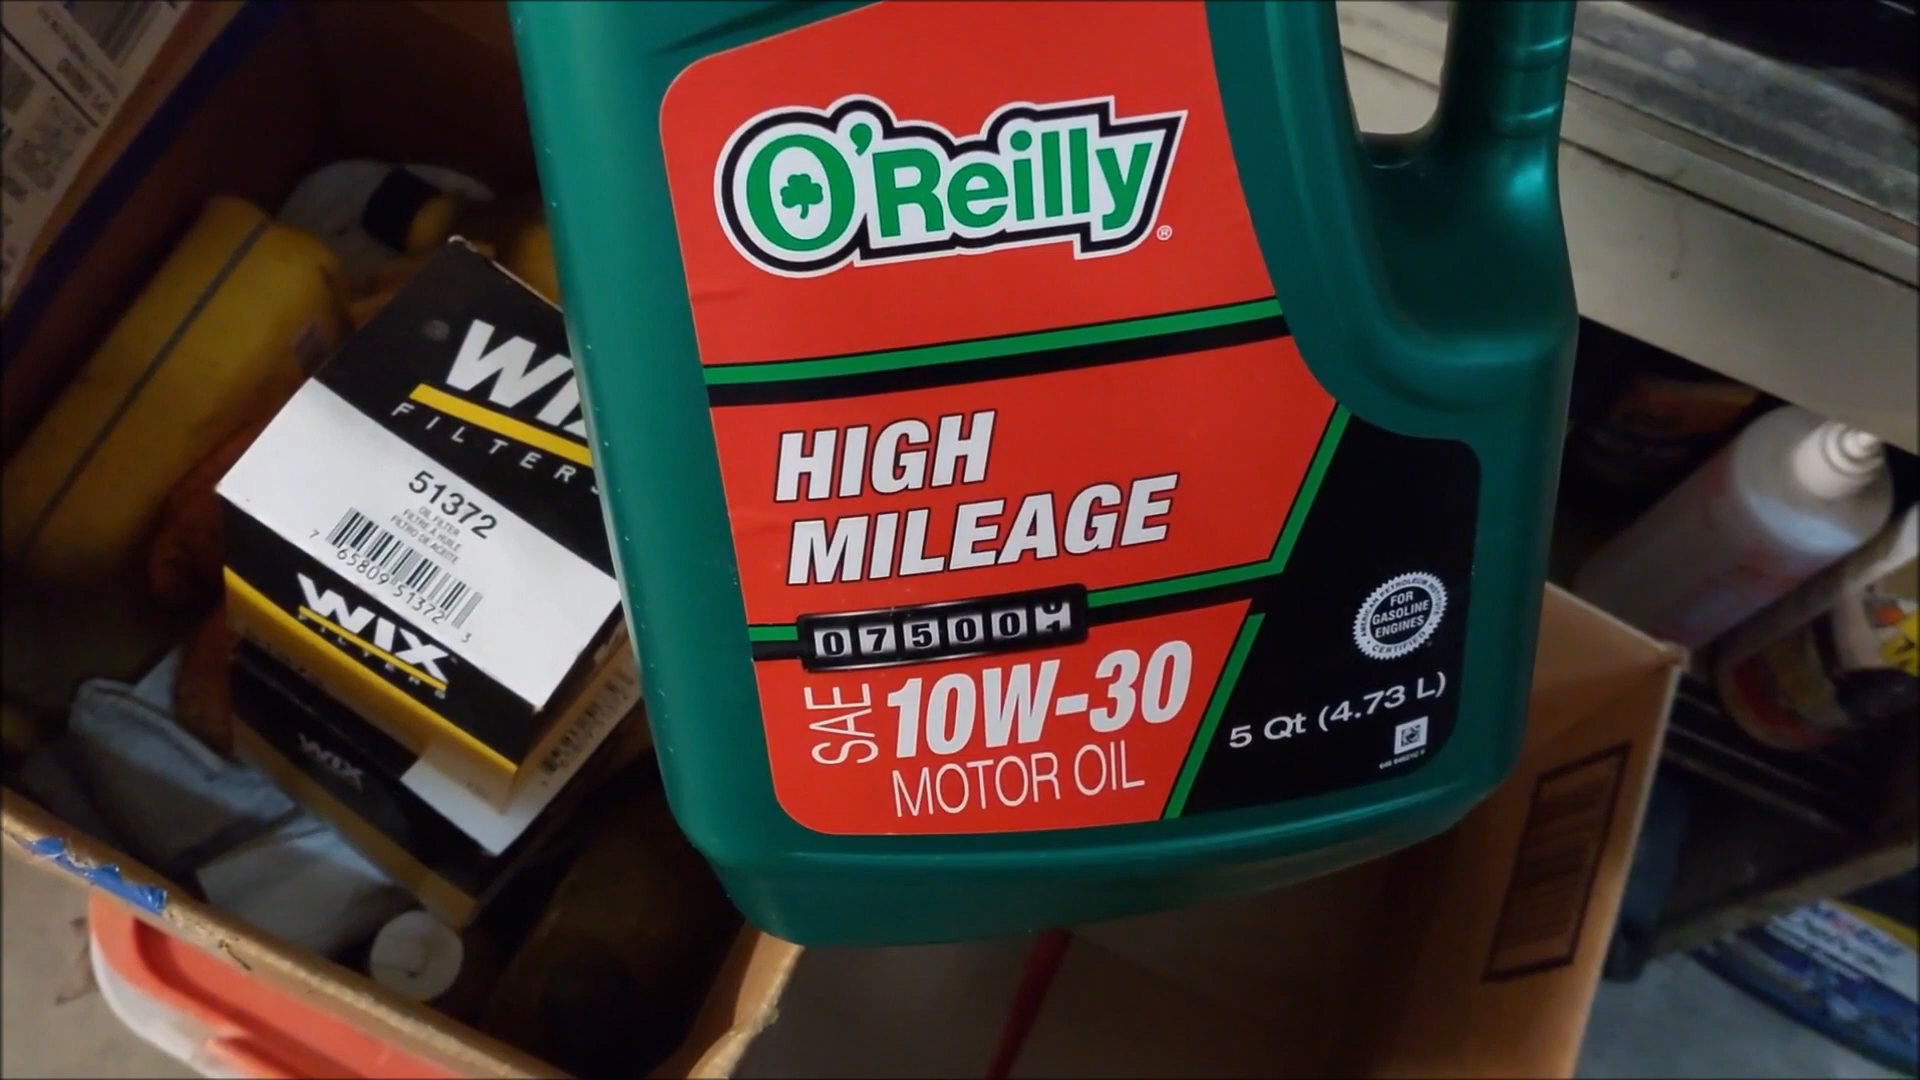 O'Reilly®
HIGH
MILEAGE
075001
SAE 10W-30
MOTOR OIL
FOR
GASOLINE
ENGINES
CERTIFIED
5 Qt (4.73 L)
WIX
FILTERS
51372
OIL FILTER
FILTRE À HUILE
FILTRO DE ACEITE
7 65809 51372 3
WIX
FILTERS
WIX